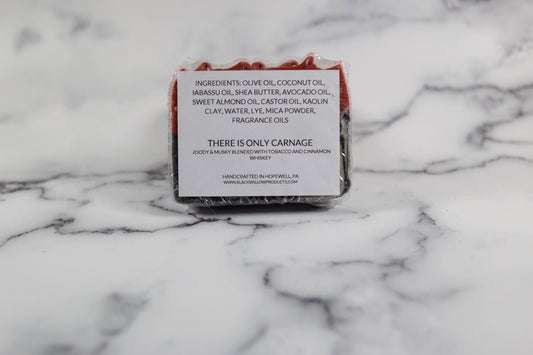 INGREDIENTS: OLIVE OIL, COCONUT OIL,
BABASSU OIL, SHEA BUTTER, AVOCADO OIL,
SWEET ALMOND OIL, CASTOR OIL, KAOLIN
CLAY, WATER, LYE, MICA POWDER,
FRAGRANCE OILS
THERE IS ONLY CARNAGE
WOODY & MUSKY BLENDED WITH TOBACCO AND CINNAMON
WHISKEY
HANDCRAFTED IN HOPEWELL, PA
WWW.BLACKWILLOWPRODUCTS.COM